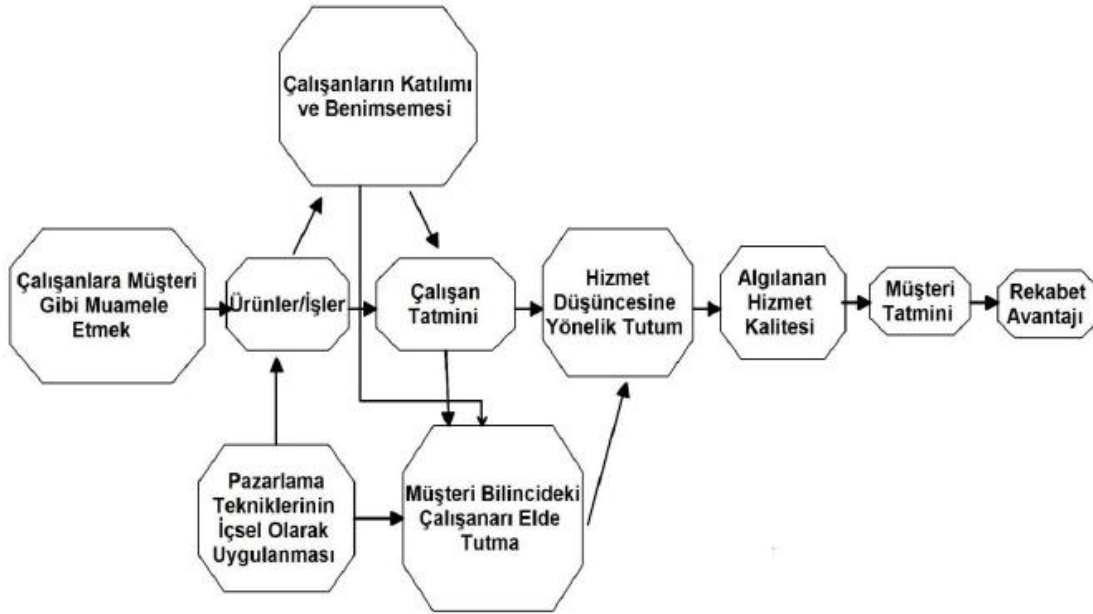 Çalışanların Katılımı
ve Benimsemesi
Çalışanlara Müşteri
Gibi Muamele
Etmek
Ürünler/İşler
Çalışan
Tatmini
Hizmet
Düşüncesine
Yönelik Tutum
Algılanan
Hizmet
Kalitesi
Müşteri
Tatmini
Rekabet
Avantajı
Pazarlama
Tekniklerinin
İçsel Olarak
Uygulanması
Müşteri Bilincideki
Çalışanarı Elde
Tutma